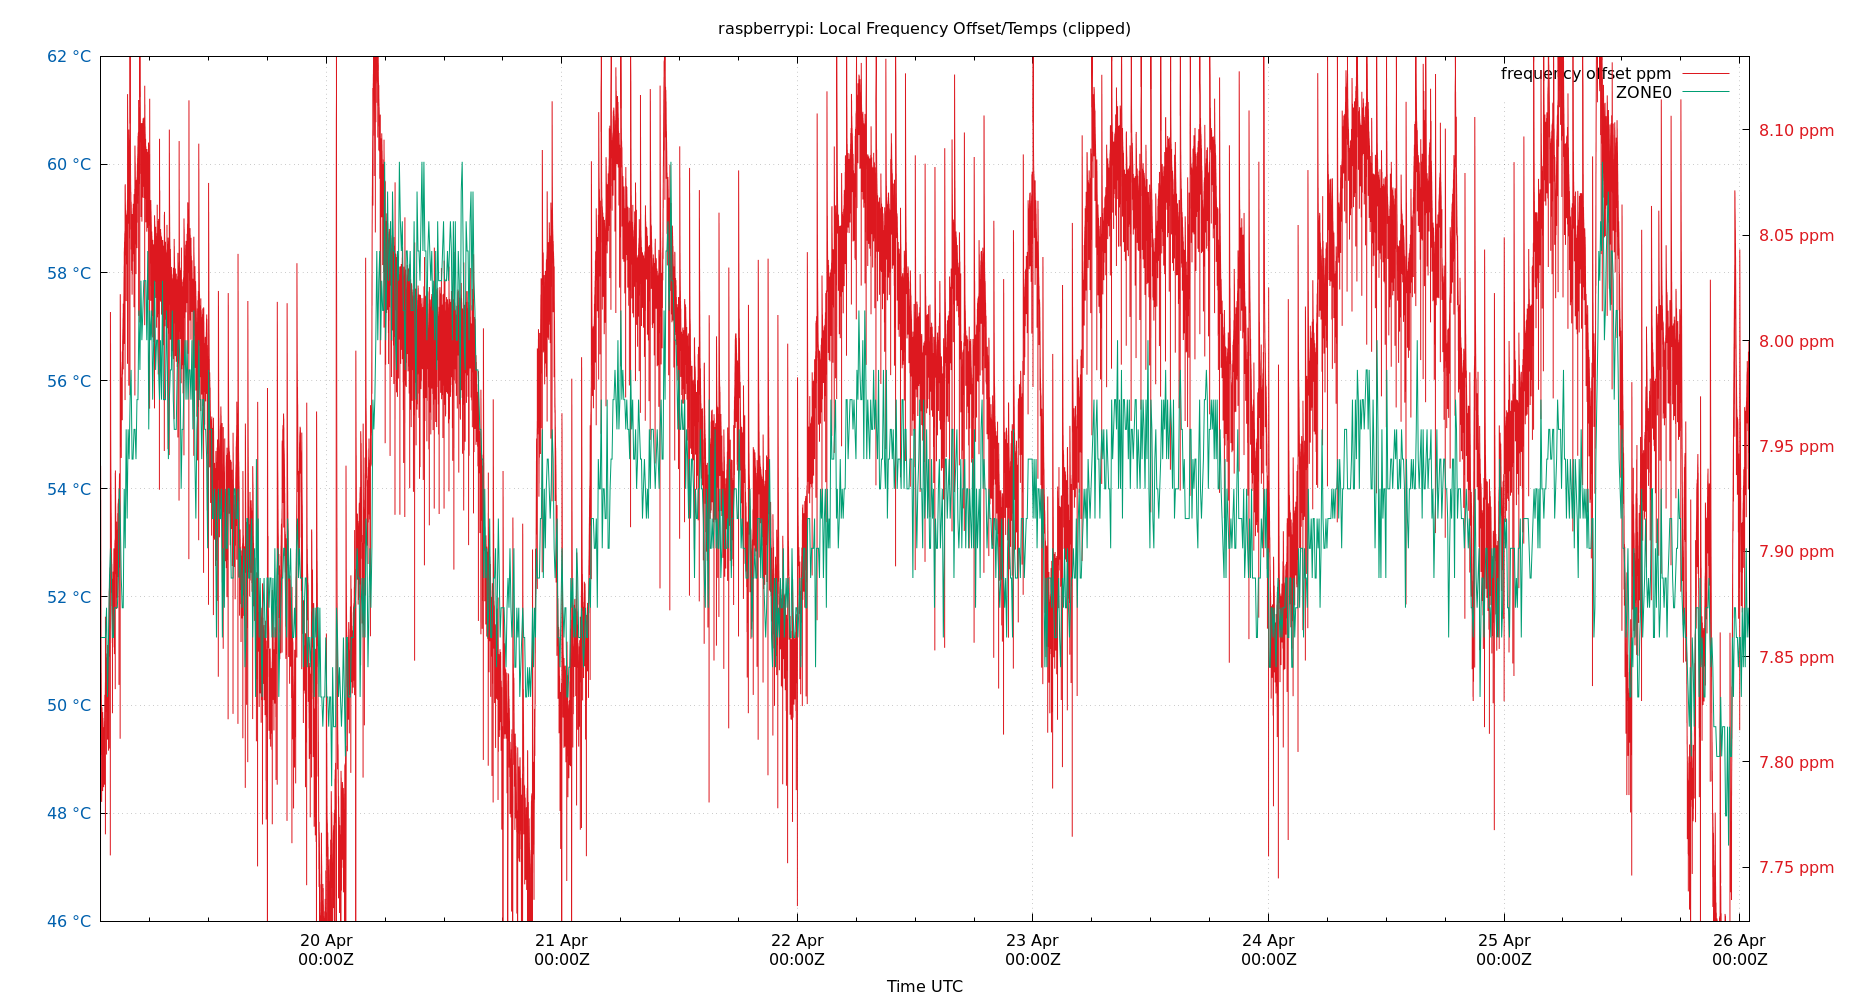 raspberrypi: Local Frequency Offset/Temps (clipped)
62 °C
60 °C
58 °C
56 °C
54 °C
52 °C
50 °C
48 °C
46 °C
frequency offset ppm
ZONE0
8.10 ppm
8.05 ppm
8.00 ppm
7.95 ppm
7.90 ppm
7.85 ppm
7.80 ppm
7.75 ppm
20 Apr 21 Apr 22 Apr 23 Apr 24 Apr 25 Apr 26 Apr
00:00Z 00:00Z 00:00Z 00:00Z 00:00Z 00:00Z 00:00Z
Time UTC